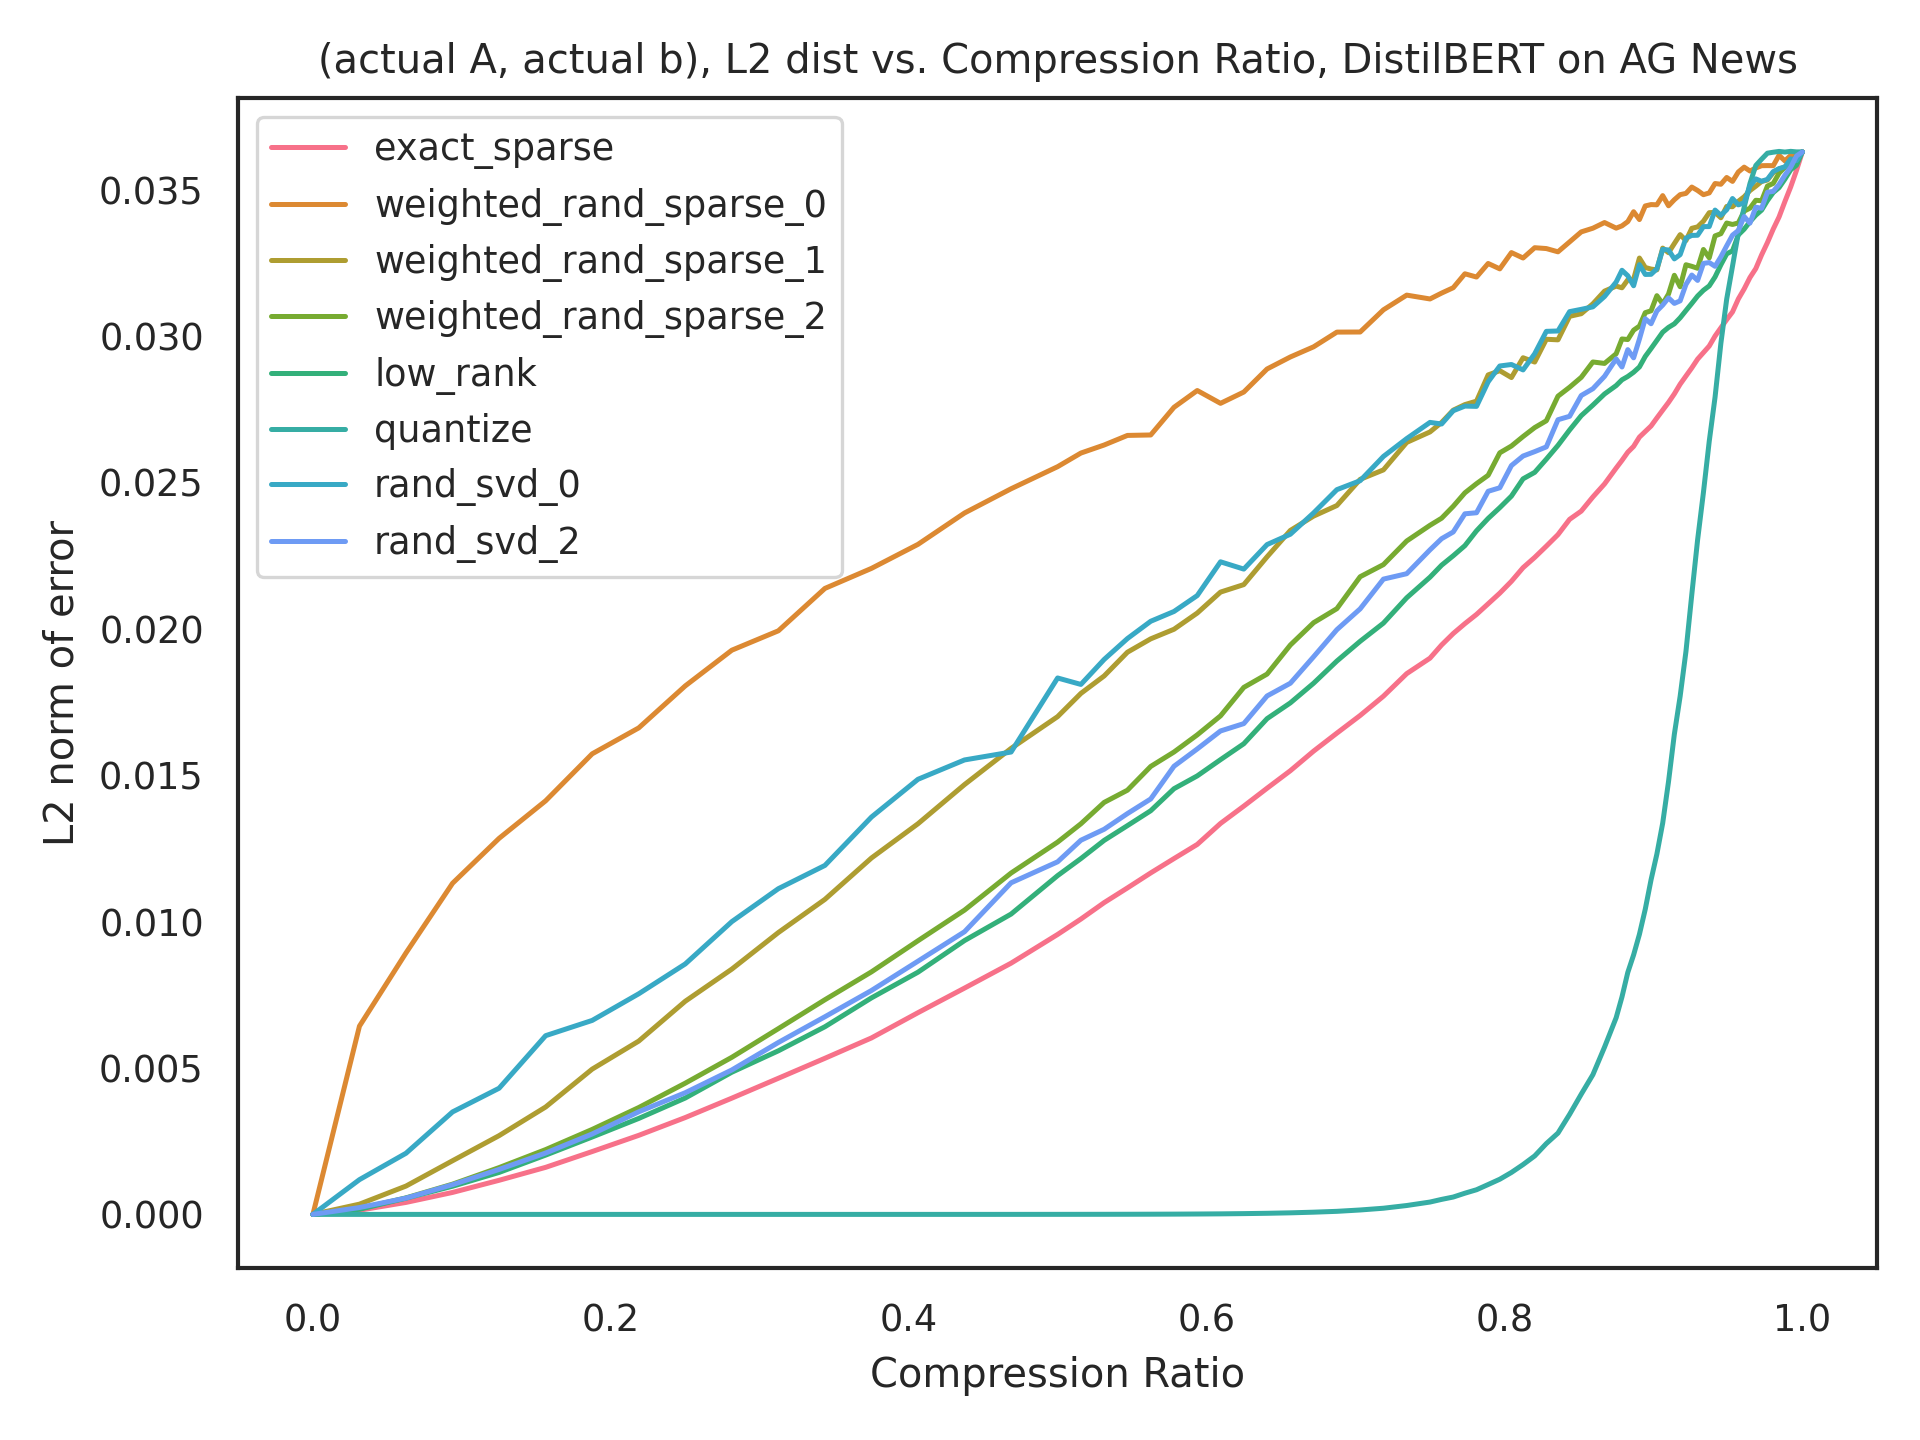 (actual A, actual b), L2 dist vs. Compression Ratio, DistilBERT on AG News
exact_sparse
weighted_rand_sparse_0
weighted_rand_sparse_1
weighted_rand_sparse_2
low_rank
quantize
rand_svd_0
rand_svd_2
L2 norm of error
0.035
0.030
0.025
0.020
0.015
0.010
0.005
0.000
0.0 0.2 0.4 0.6 0.8 1.0
Compression Ratio